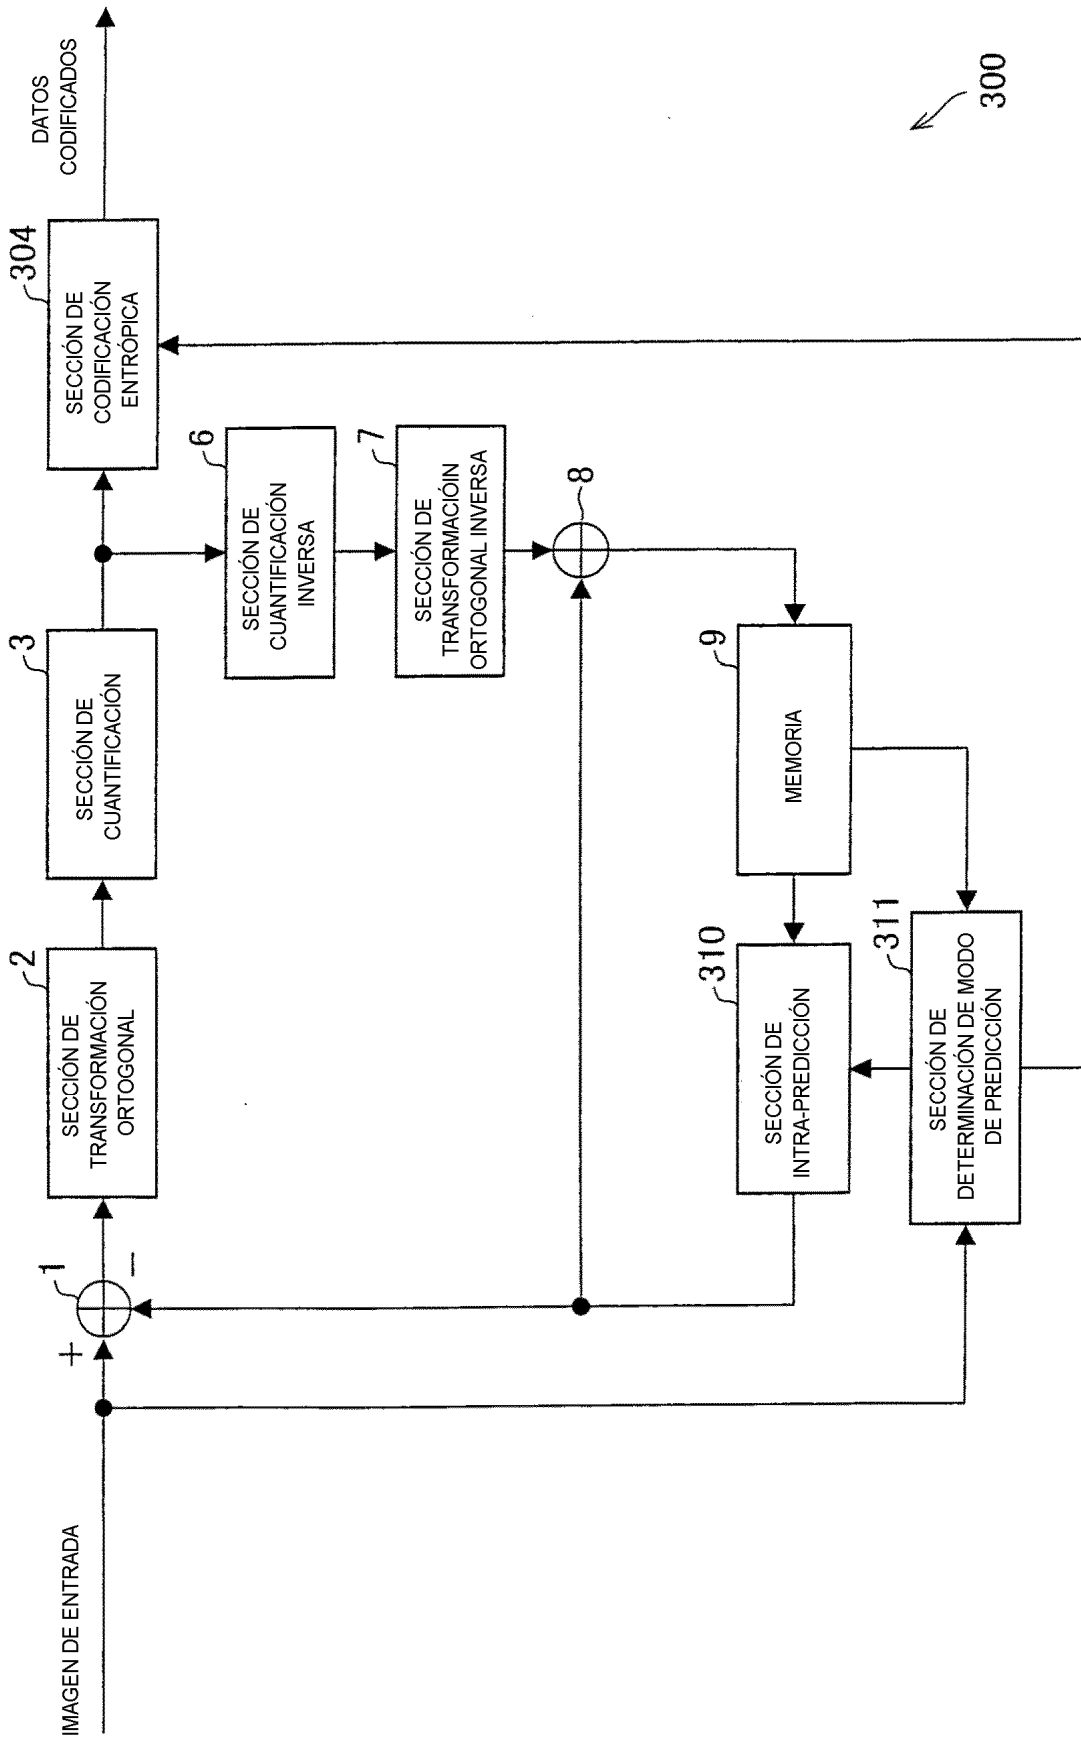 IMAGEN DE ENTRADA
+
1
−
2
SECCIÓN DE
TRANSFORMACIÓN
ORTOGONAL
3
SECCIÓN DE
CUANTIFICACIÓN
304
SECCIÓN DE
CODIFICACIÓN
ENTRÓPICA
DATOS
CODIFICADOS
6
SECCIÓN DE
CUANTIFICACIÓN
INVERSA
7
SECCIÓN DE
TRANSFORMACIÓIN
ORTOGONAL INVERSA
8
9
MEMORIA
310
SECCIÓN DE
INTRA-PREDICCIÓN
311
SECCIÓN DE
DETERMINACIÓN DE MODO
DE PREDICCIÓN
300